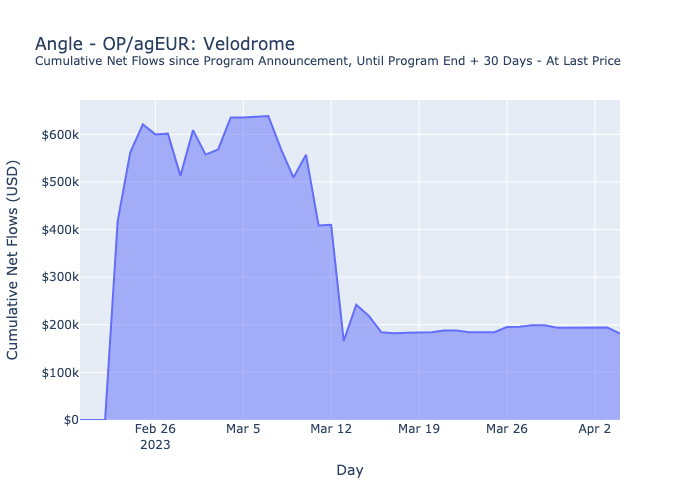 Angle - OP/agEUR: Velodrome
Cumulative Net Flows since Program Announcement, Until Program End + 30 Days - At Last Price
Cumulative Net Flows (USD)
$600k
$500k
$400k
$300k
$200k
$100k
$0
Feb 26
2023
Mar 5
Mar 12
Mar 19
Mar 26
Apr 2
Day